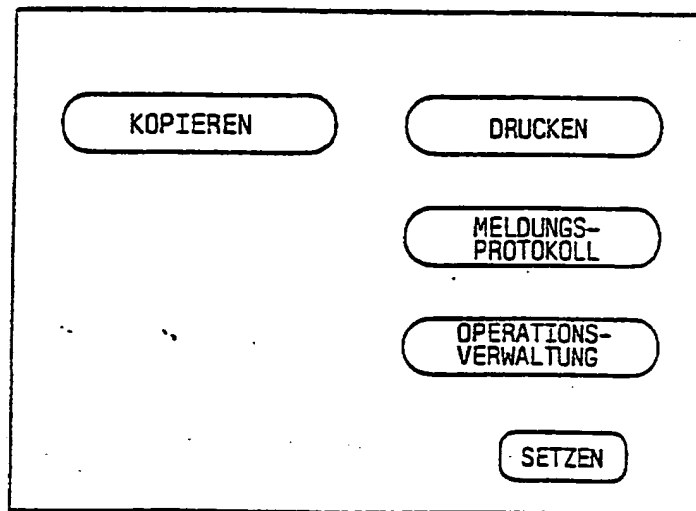 KOPIEREN
DRUCKEN
MELDUNGS-
PROTOKOLL
OPERATIONS-
VERWALTUNG
SETZEN